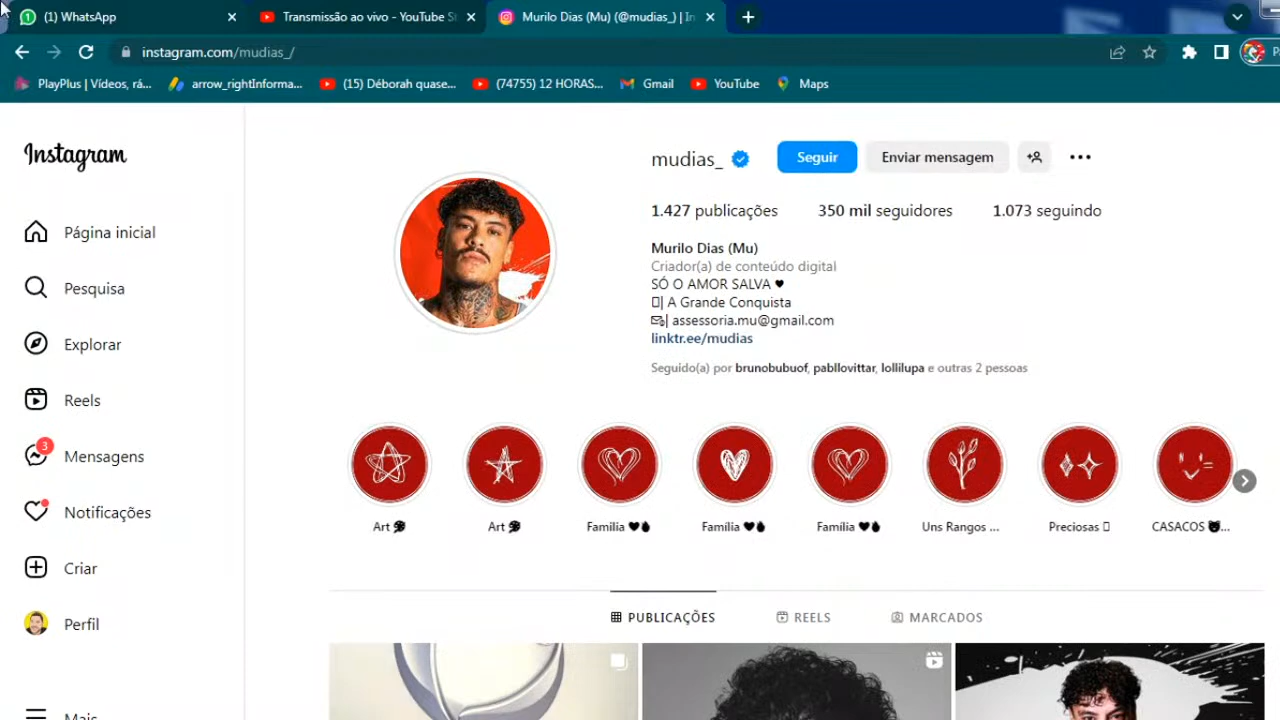 (1) WhatsApp
Transmissão ao vivo - YouTube St
Murilo Dias (Mu) (@mudias_) | In
instagram.com/mudias_/
PlayPlus | Vídeos, rá...
arrow_rightInforma...
(15) Déborah quase...
(74755) 12 HORAS...
Gmail
YouTube
Maps
Instagram
mudias_
Seguir
Enviar mensagem
1.427 publicações
350 mil seguidores
1.073 seguindo
Murilo Dias (Mu)
Criador(a) de conteúdo digital
SÓ O AMOR SALVA ♥
| A Grande Conquista
| assessoria.mu@gmail.com
linktr.ee/mudias
Seguido(a) por brunobubuof, pabllovittar, lollilupa e outras 2 pessoas
Página inicial
Pesquisa
Explorar
Reels
3
Mensagens
Notificações
Criar
Perfil
Mais
Art
Art
Família
Família
Família
Uns Rangos ...
Preciosas
CASACOS ...
PUBLICAÇÕES
REELS
MARCADOS